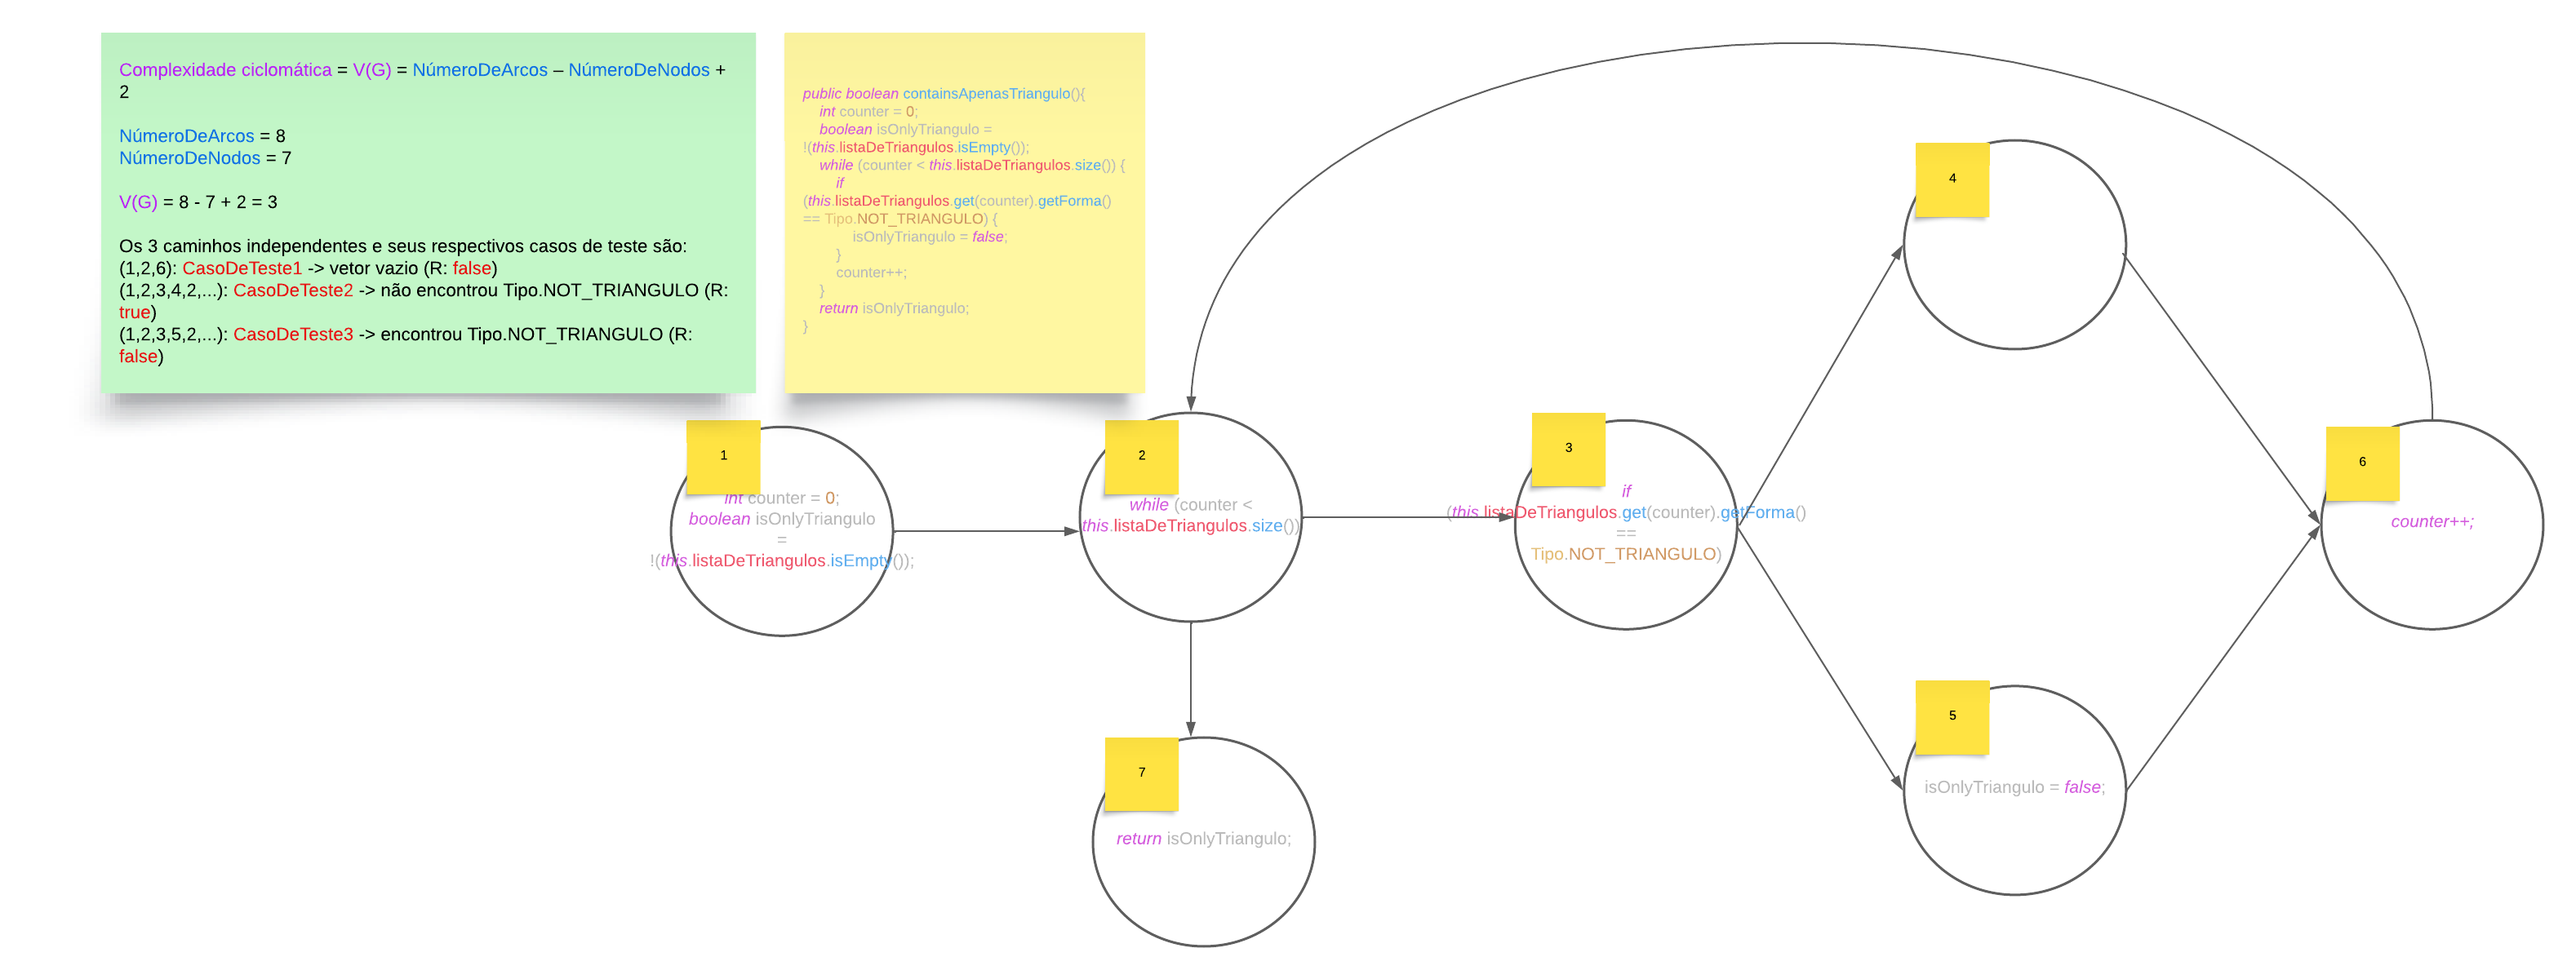 Complexidade ciclomática = V(G) = NúmeroDeArcos – NúmeroDeNodos +
2
NúmeroDeArcos = 8
NúmeroDeNodos = 7
V(G) = 8 - 7 + 2 = 3
Os 3 caminhos independentes e seus respectivos casos de teste são:
(1,2,6): CasoDeTeste1 -> vetor vazio (R: false)
(1,2,3,4,2,...): CasoDeTeste2 -> não encontrou Tipo.NOT_TRIANGULO (R:
true)
(1,2,3,5,2,...): CasoDeTeste3 -> encontrou Tipo.NOT_TRIANGULO (R:
false)
public boolean containsApenasTriangulo(){
int counter = 0;
boolean isOnlyTriangulo =
!(this.listaDeTriangulos.isEmpty());
while (counter < this.listaDeTriangulos.size()) {
if
(this.listaDeTriangulos.get(counter).getForma()
== Tipo.NOT_TRIANGULO) {
isOnlyTriangulo = false;
}
counter++;
}
return isOnlyTriangulo;
}
1
int counter = 0;
boolean isOnlyTriangulo
=
!(this.listaDeTriangulos.isEmpty());
2
while (counter <
this.listaDeTriangulos.size())
3
if
(this.listaDeTriangulos.get(counter).getForma()
==
Tipo.NOT_TRIANGULO)
4
5
isOnlyTriangulo = false;
6
counter++;
7
return isOnlyTriangulo;